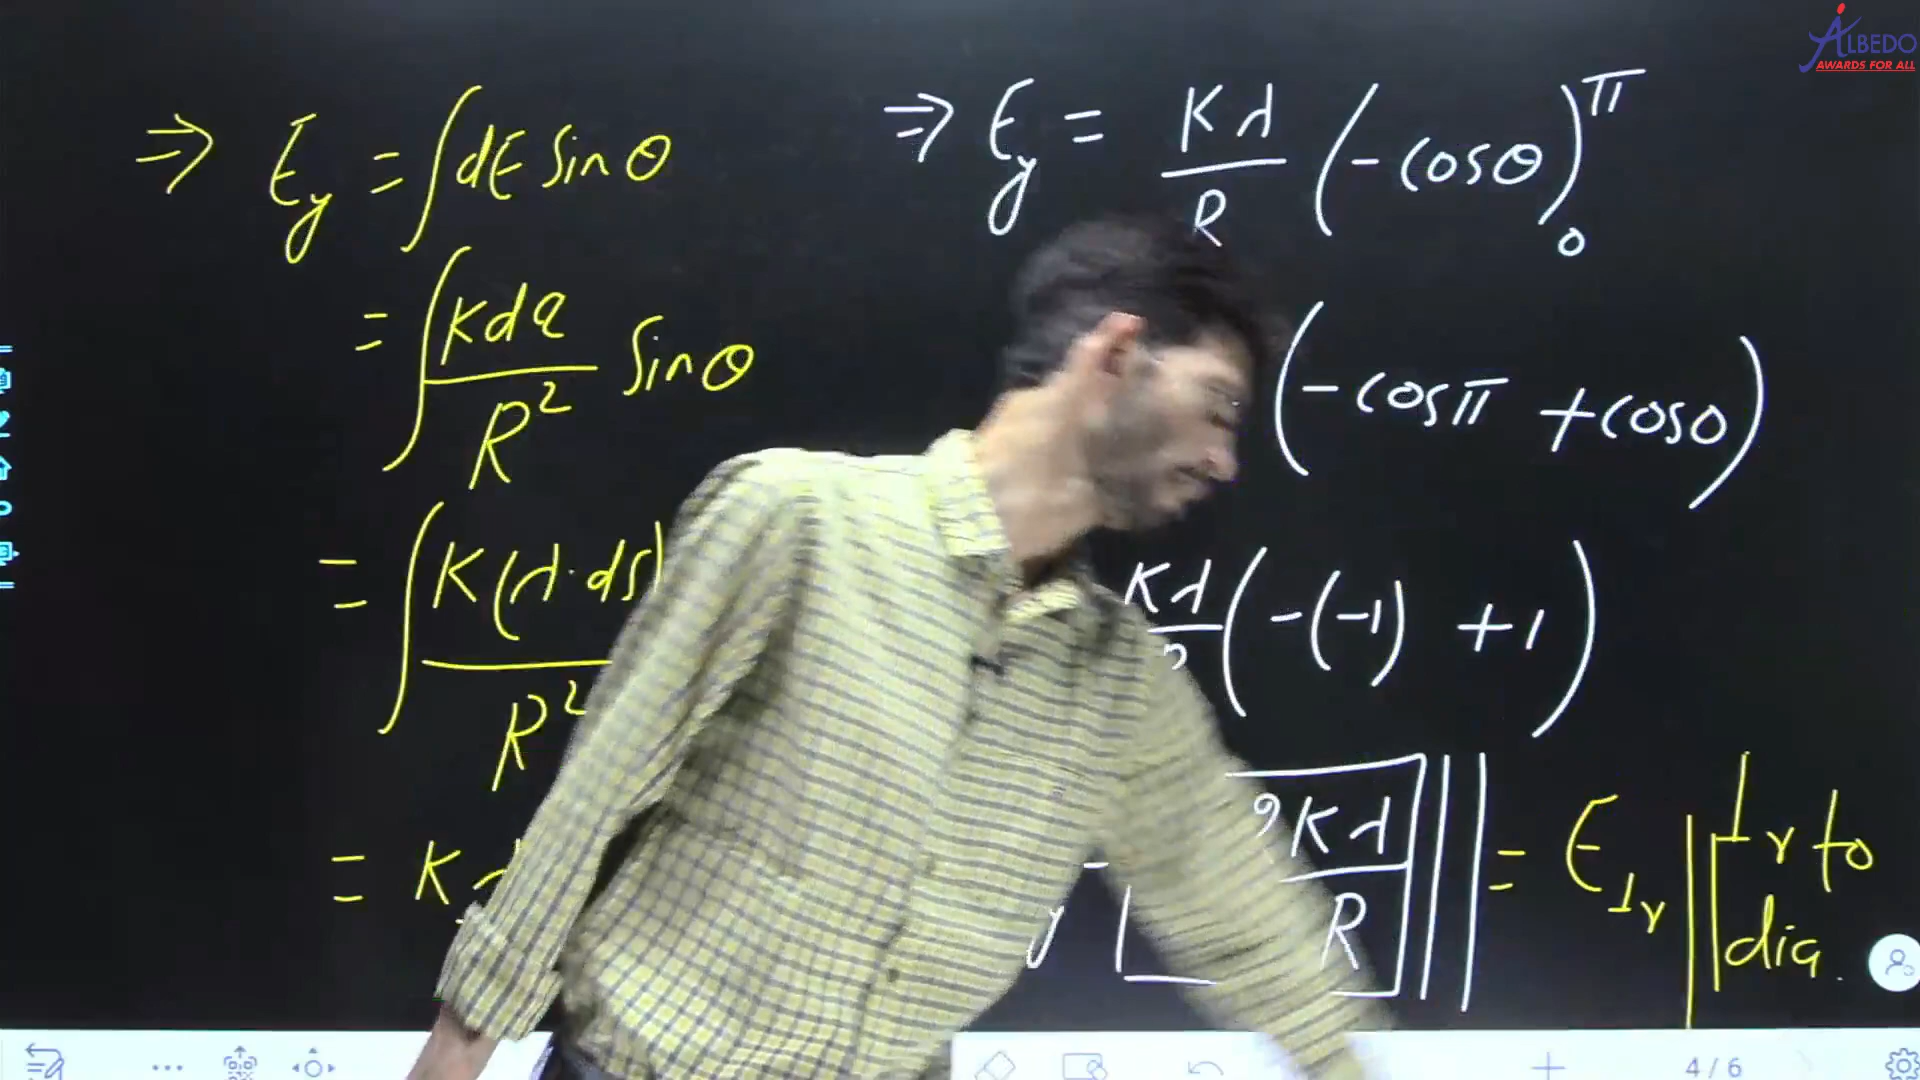 ALBEDO
AWARDS FOR ALL
⇒ Ey = ∫dE Sinθ
= ∫Kdq/R² Sinθ
= ∫K(λ·ds)/R²
= Kλ
⇒ Ey = Kλ/R (-cosθ)₀^π
(-cosπ +cos0)
Kλ/R (-(-1) +1)
2Kλ/R = E⊥r
⊥r to
dia.
4/6